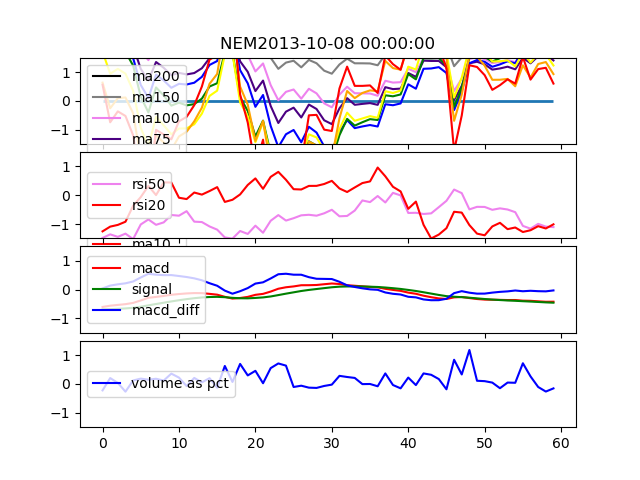 NEM2013-10-08 00:00:00
1
0
−1
ma200
ma150
ma100
ma75
1
0
−1
rsi50
rsi20
ma10
1
0
−1
macd
signal
macd_diff
1
0
−1
volume as pct
0 10 20 30 40 50 60